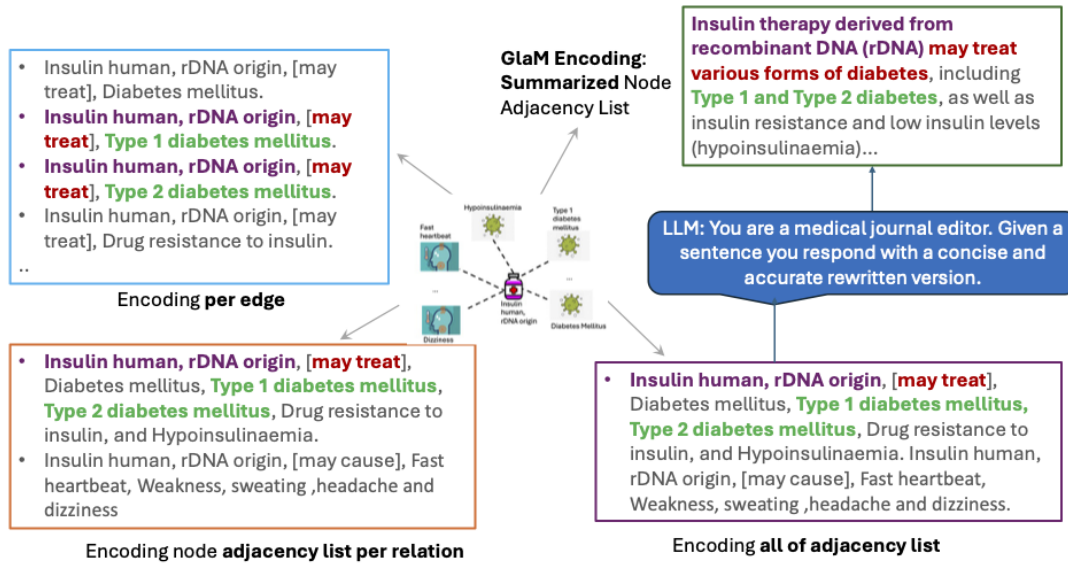 • Insulin human, rDNA origin, [may
treat], Diabetes mellitus.
• Insulin human, rDNA origin, [may
treat], Type 1 diabetes mellitus.
• Insulin human, rDNA origin, [may
treat], Type 2 diabetes mellitus.
• Insulin human, rDNA origin, [may
treat], Drug resistance to insulin.
..
Encoding per edge
GlaM Encoding:
Summarized Node
Adjacency List
Insulin therapy derived from
recombinant DNA (rDNA) may treat
various forms of diabetes, including
Type 1 and Type 2 diabetes, as well as
insulin resistance and low insulin levels
(hypoinsulinaemia)...
LLM: You are a medical journal editor. Given a
sentence you respond with a concise and
accurate rewritten version.
Hypoinsulinaemia
Type 1
diabetes
mellitus
Fast
heartbeat
...
...
Dizziness
Insulin
human,
rDNA origin
Diabetes Mellitus
• Insulin human, rDNA origin, [may treat],
Diabetes mellitus, Type 1 diabetes mellitus,
Type 2 diabetes mellitus, Drug resistance to
insulin, and Hypoinsulinaemia.
• Insulin human, rDNA origin, [may cause], Fast
heartbeat, Weakness, sweating ,headache and
dizziness
Encoding node adjacency list per relation
• Insulin human, rDNA origin, [may treat],
Diabetes mellitus, Type 1 diabetes mellitus,
Type 2 diabetes mellitus, Drug resistance to
insulin, and Hypoinsulinaemia. Insulin human,
rDNA origin, [may cause], Fast heartbeat,
Weakness, sweating ,headache and dizziness.
Encoding all of adjacency list